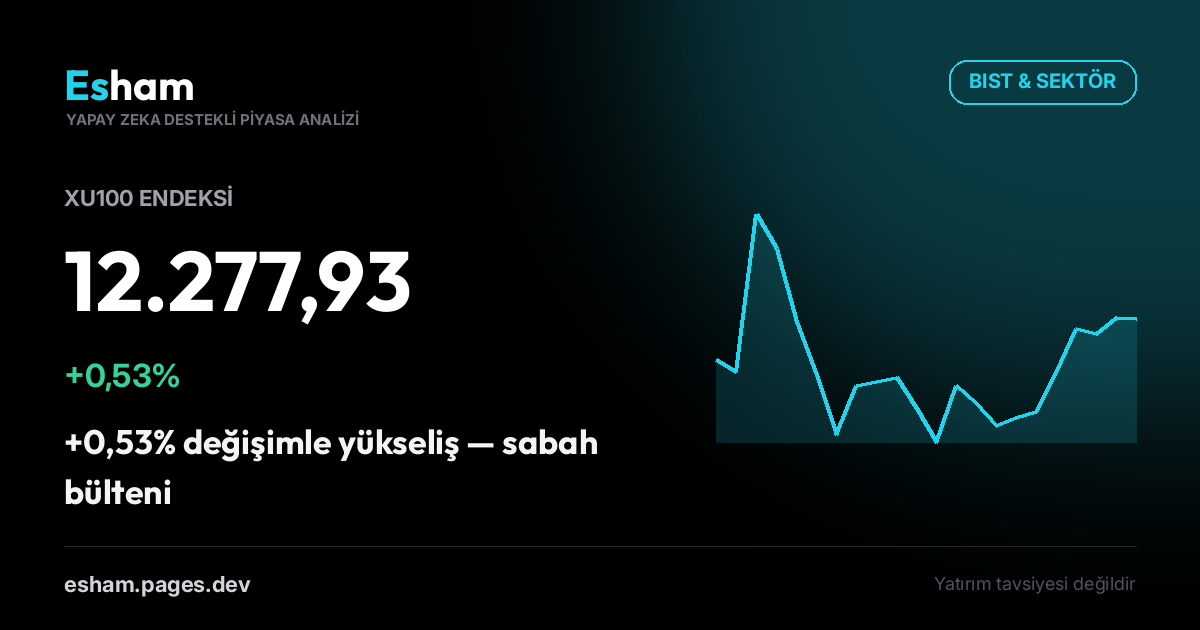 Esham
YAPAY ZEKA DESTEKLİ PİYASA ANALİZİ
BIST & SEKTÖR
XU100 ENDEKSİ
12.277,93
+0,53%
+0,53% değişimle yükseliş — sabah
bülteni
esham.pages.dev
Yatırım tavsiyesi değildir